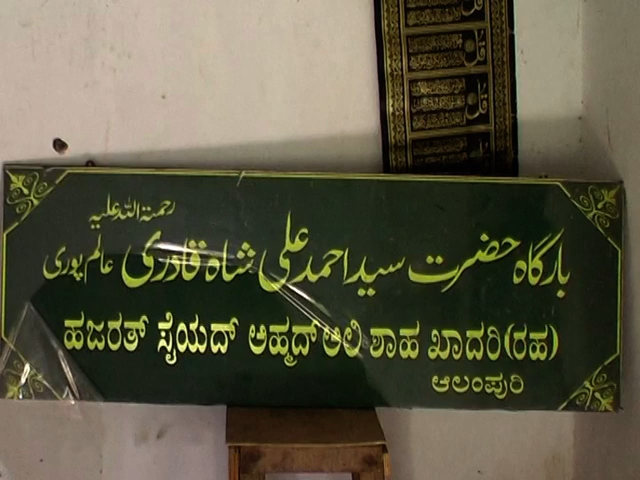 رحمتہ اللہ علیہ
بارگاہ حضرت سید احمد علی شاہ قادری عالم پوری
ಹಜರತ್ ಸೈಯದ್ ಅಹ್ಮದ್ ಅಲಿ ಶಾಹ ಖಾದರಿ (ರಹ)
ಆಲಂಪುರಿ